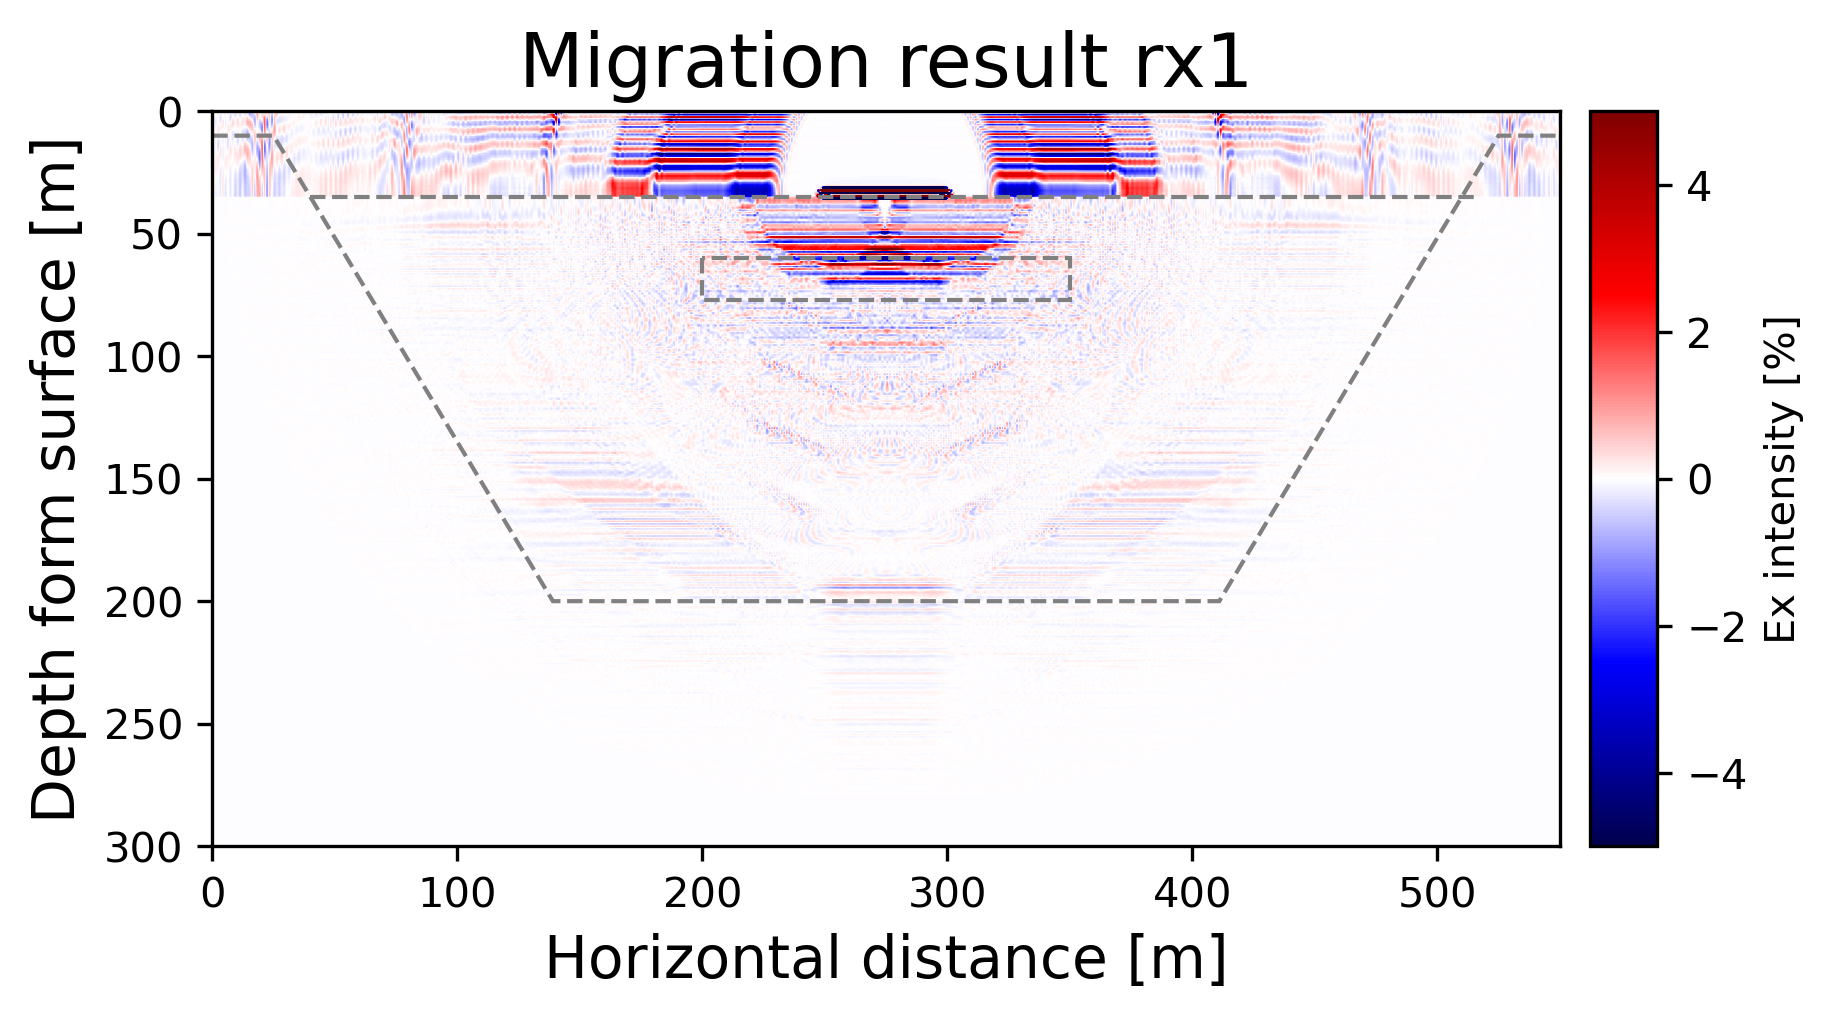 Migration result rx1
Depth form surface [m]
0
50
100
150
200
250
300
0 100 200 300 400 500
Horizontal distance [m]
4
2
0
−2
−4
Ex intensity [%]